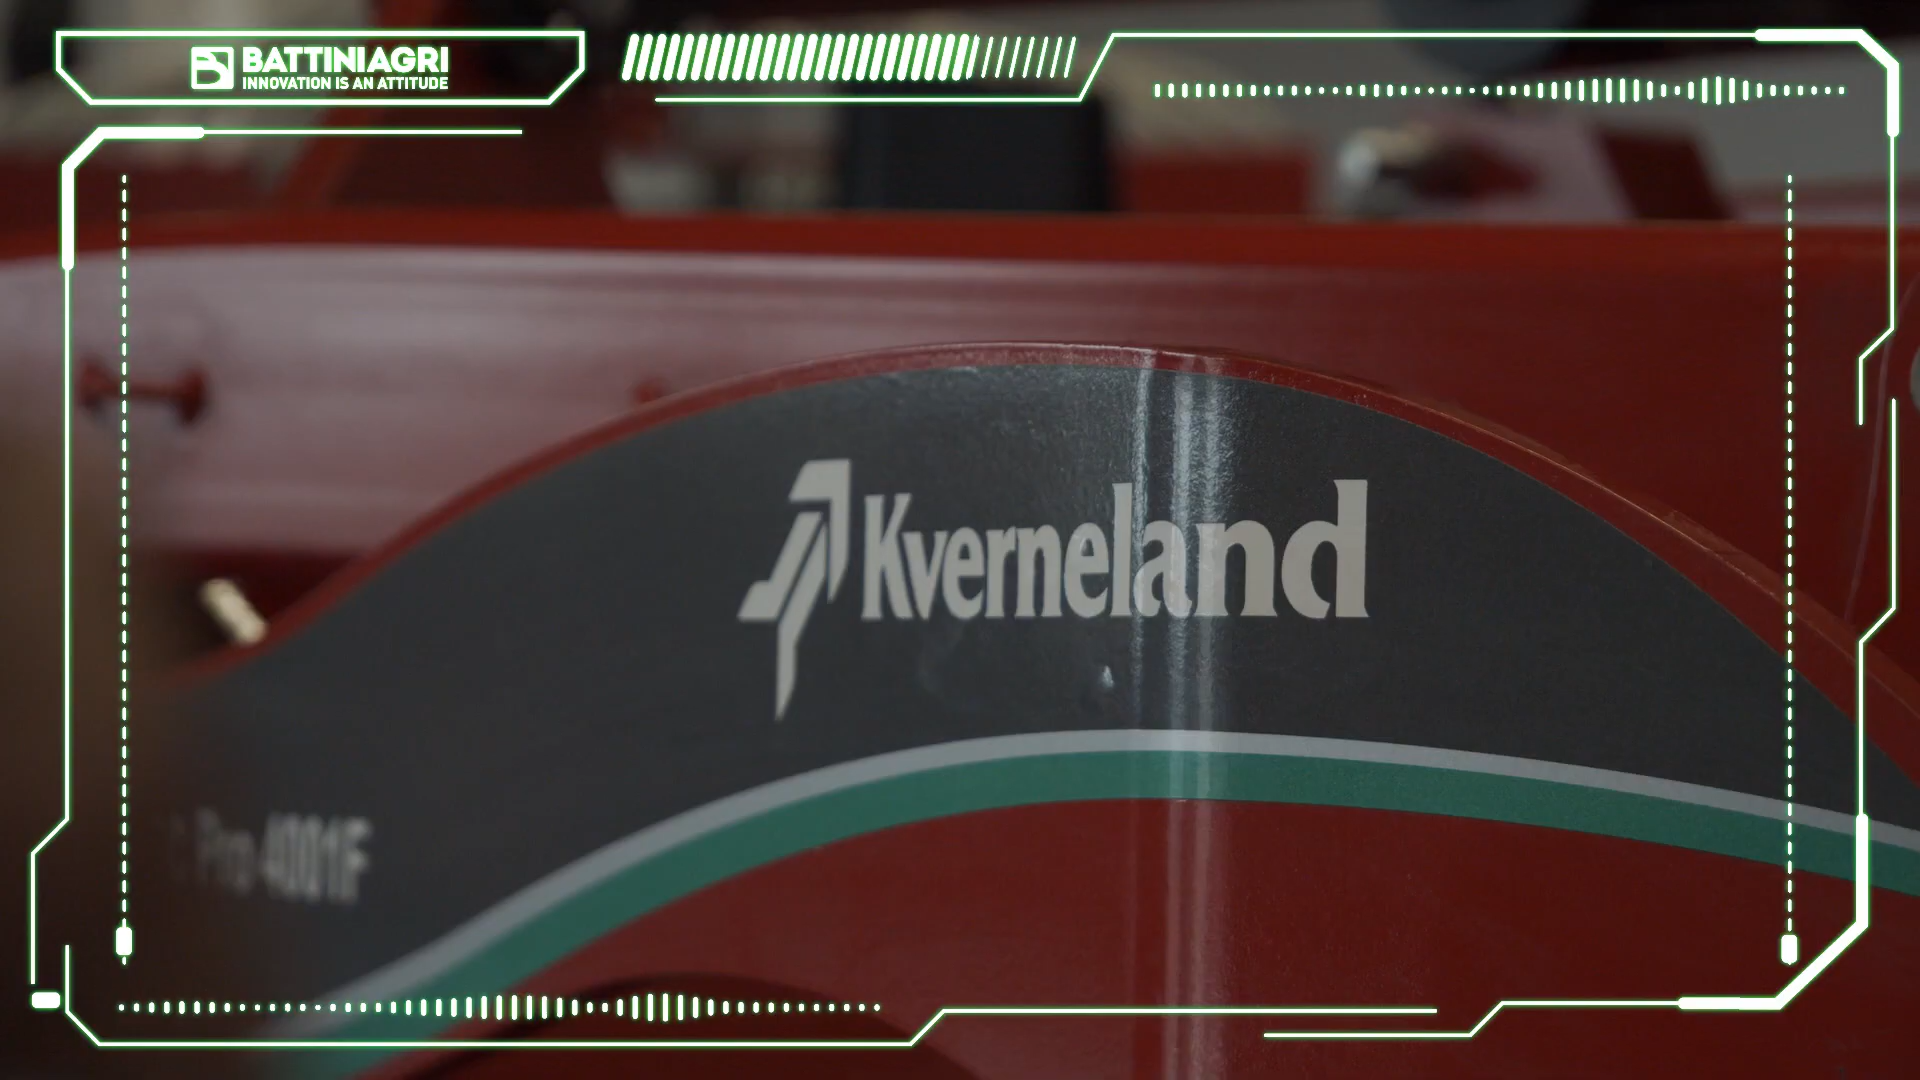 BATTINIAGRI
INNOVATION IS AN ATTITUDE
Kverneland
Pro 4001F